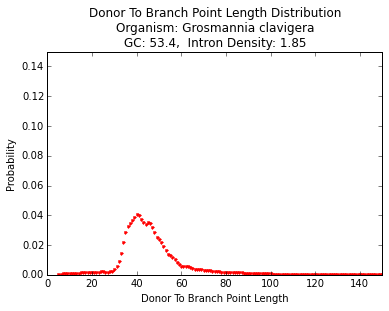 Donor To Branch Point Length Distribution
Organism: Grosmannia clavigera
GC: 53.4,  Intron Density: 1.85
0.14
0.12
0.10
0.08
0.06
0.04
0.02
0.00
Probability
0 20 40 60 80 100 120 140
Donor To Branch Point Length